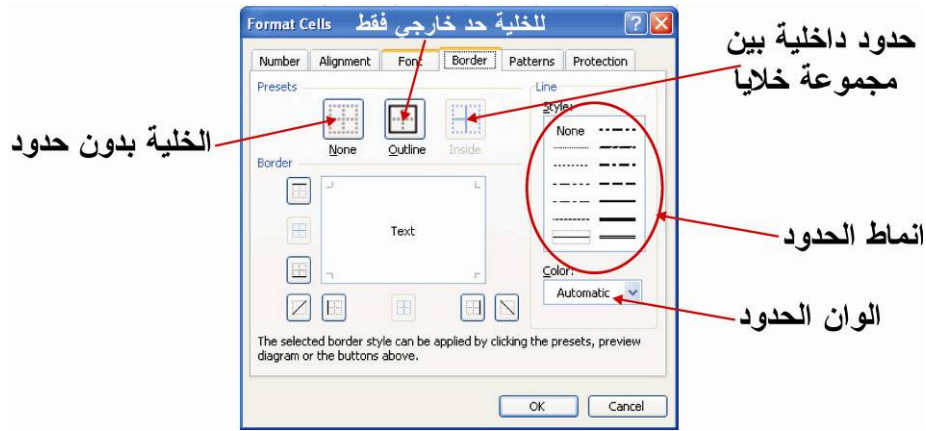 Format Cells
للخلية حد خارجي فقط
Number Alignment Font Border Patterns Protection
Presets
Line
Style:
None
None Outline Inside
Border
Text
Color:
Automatic
The selected border style can be applied by clicking the presets, preview
diagram or the buttons above.
OK Cancel
حدود داخلية بين
مجموعة خلايا
الخلية بدون حدود
انماط الحدود
الوان الحدود